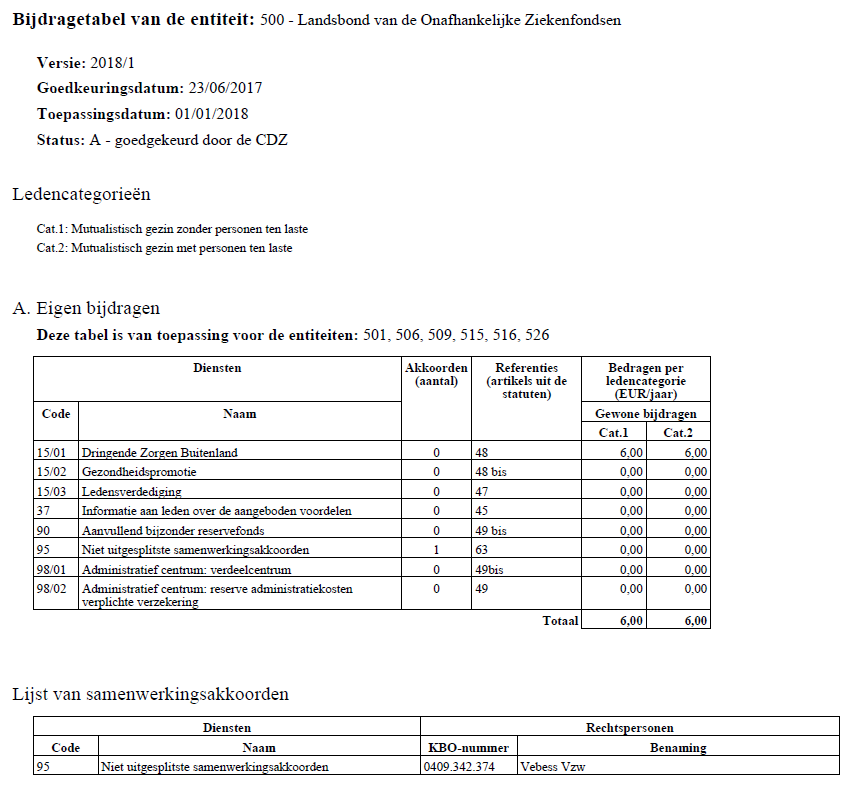 Bijdragetabel van de entiteit: 500 - Landsbond van de Onafhankelijke Ziekenfondsen
Versie: 2018/1
Goedkeuringsdatum: 23/06/2017
Toepassingsdatum: 01/01/2018
Status: A - goedgekeurd door de CDZ
Ledencategorieën
Cat.1: Mutualistisch gezin zonder personen ten laste
Cat.2: Mutualistisch gezin met personen ten laste
A. Eigen bijdragen
Deze tabel is van toepassing voor de entiteiten: 501, 506, 509, 515, 516, 526
Diensten Akkoorden (aantal) Referenties (artikels uit de statuten) Bedragen per ledencategorie (EUR/jaar)
Code Naam Gewone bijdragen
Cat.1 Cat.2
15/01 Dringende Zorgen Buitenland 0 48 6,00 6,00
15/02 Gezondheidspromotie 0 48 bis 0,00 0,00
15/03 Ledensverdediging 0 47 0,00 0,00
37 Informatie aan leden over de aangeboden voordelen 0 45 0,00 0,00
90 Aanvullend bijzonder reservefonds 0 49 bis 0,00 0,00
95 Niet uitgesplitste samenwerkingsakkoorden 1 63 0,00 0,00
98/01 Administratief centrum: verdeelcentrum 0 49bis 0,00 0,00
98/02 Administratief centrum: reserve administratiekosten 0 49 0,00 0,00
verplichte verzekering
Totaal 6,00 6,00
Lijst van samenwerkingsakkoorden
Diensten Rechtspersonen
Code Naam KBO-nummer Benaming
95 Niet uitgesplitste samenwerkingsakkoorden 0409.342.374 Vebess Vzw